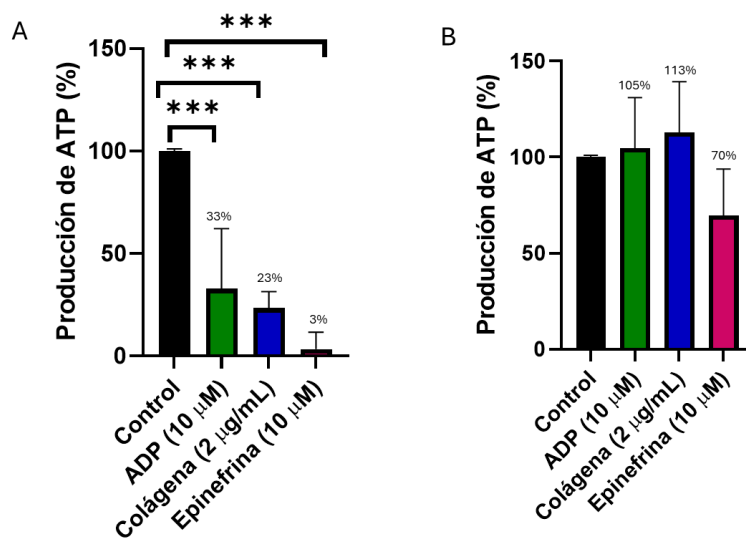 A
Producción de ATP (%)
150
100
50
0
***
***
***
33%
23%
3%
Control
ADP (10 μM)
Colágena (2 μg/mL)
Epinefrina (10 μM)
B
Producción de ATP (%)
150
100
50
0
105%
113%
70%
Control
ADP (10 μM)
Colágena (2 μg/mL)
Epinefrina (10 μM)